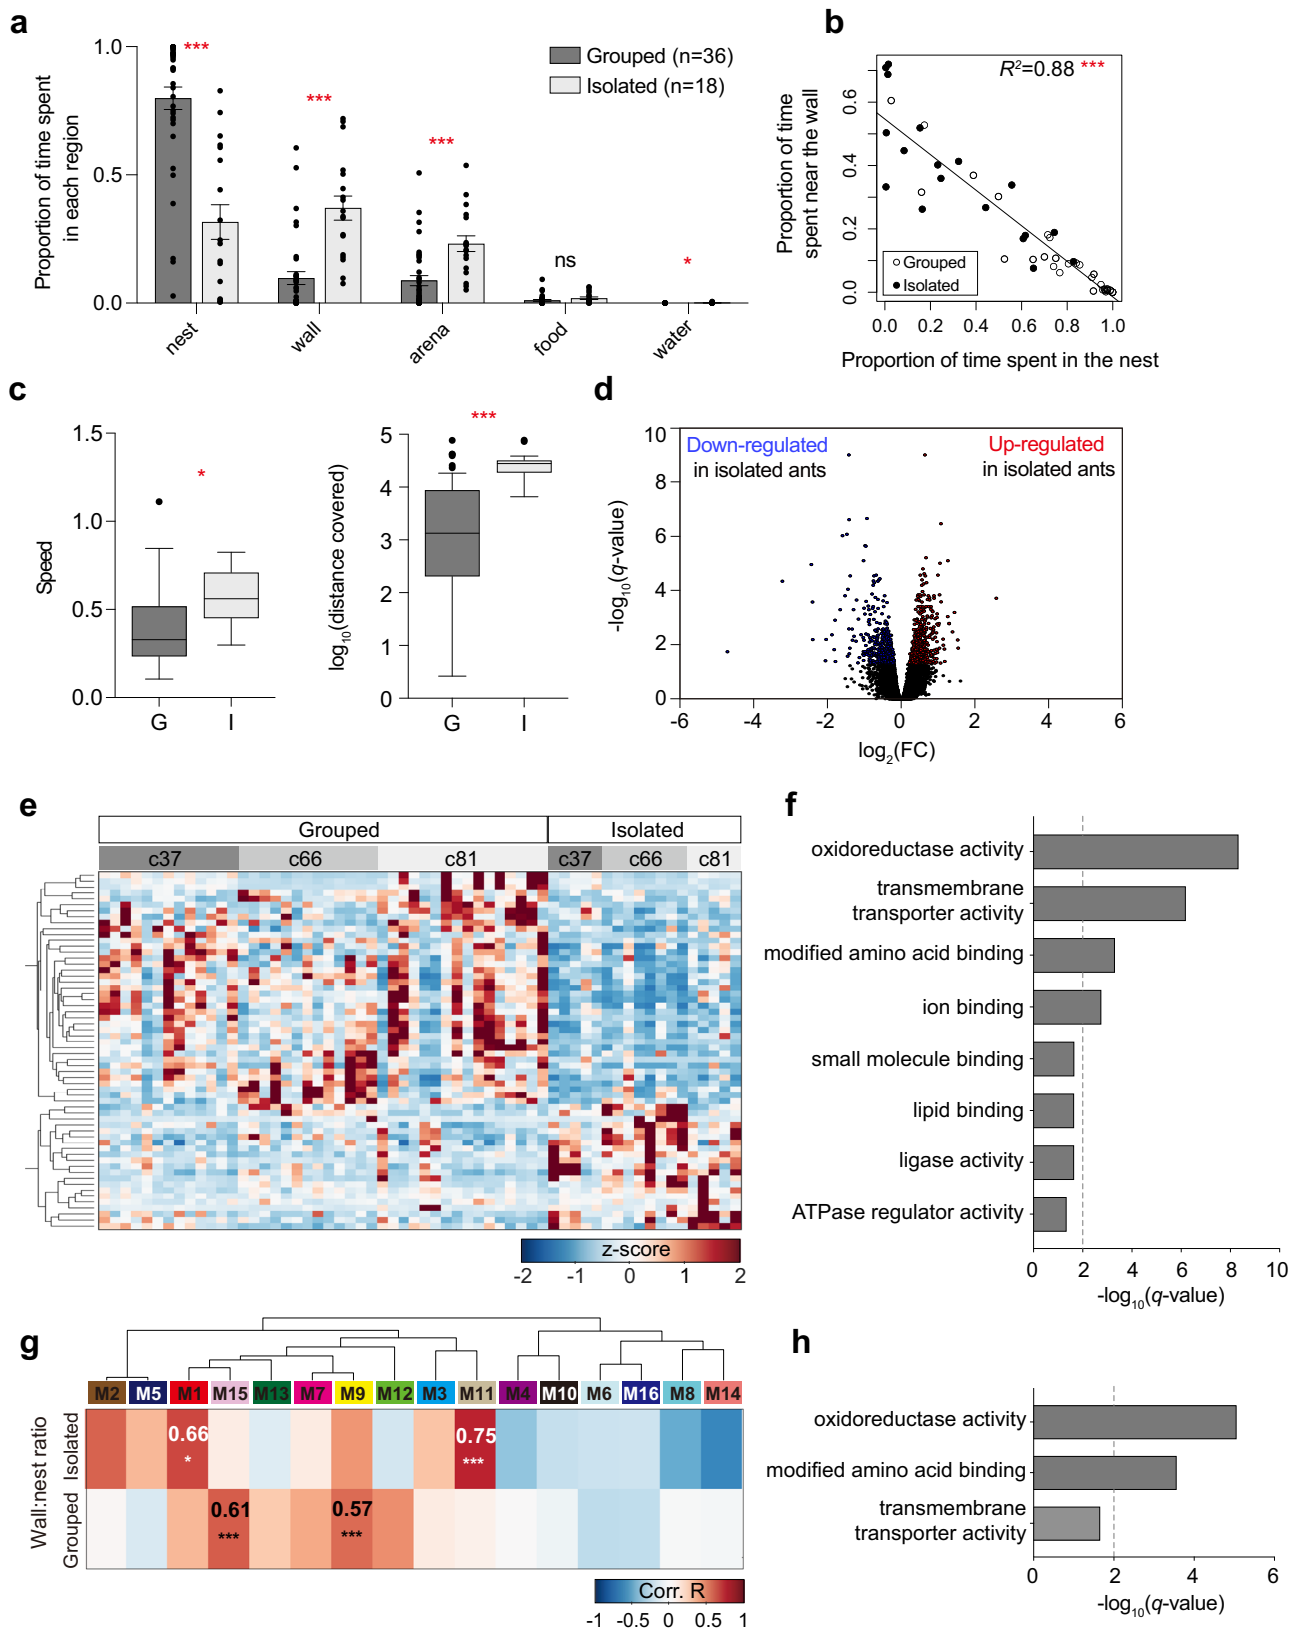 a
Proportion of time spent
in each region
1.0
0.5
0.0
***
***
***
ns
*
Grouped (n=36)
Isolated (n=18)
nest
wall
arena
food
water
b
R²=0.88 ***
Proportion of time
spent near the wall
0.6
0.4
0.2
0.0
Grouped
Isolated
0.0 0.2 0.4 0.6 0.8 1.0
Proportion of time spent in the nest
c
Speed
1.5
1.0
0.5
0.0
*
G I
log10(distance covered)
5
4
3
2
1
0
***
G I
d
-log10(q-value)
10
8
6
4
2
0
Down-regulated
in isolated ants
Up-regulated
in isolated ants
-6 -4 -2 0 2 4 6
log2(FC)
e
Grouped Isolated
c37 c66 c81 c37 c66 c81
z-score
-2 -1 0 1 2
f
oxidoreductase activity
transmembrane
transporter activity
modified amino acid binding
ion binding
small molecule binding
lipid binding
ligase activity
ATPase regulator activity
0 2 4 6 8 10
-log10(q-value)
g
M2 M5 M1 M15 M13 M7 M9 M12 M3 M11 M4 M10 M6 M16 M8 M14
Wall:nest ratio
Isolated
Grouped
0.66
*
0.75
***
0.61
***
0.57
***
Corr. R
-1 -0.5 0 0.5 1
h
oxidoreductase activity
modified amino acid binding
transmembrane
transporter activity
0 2 4 6
-log10(q-value)